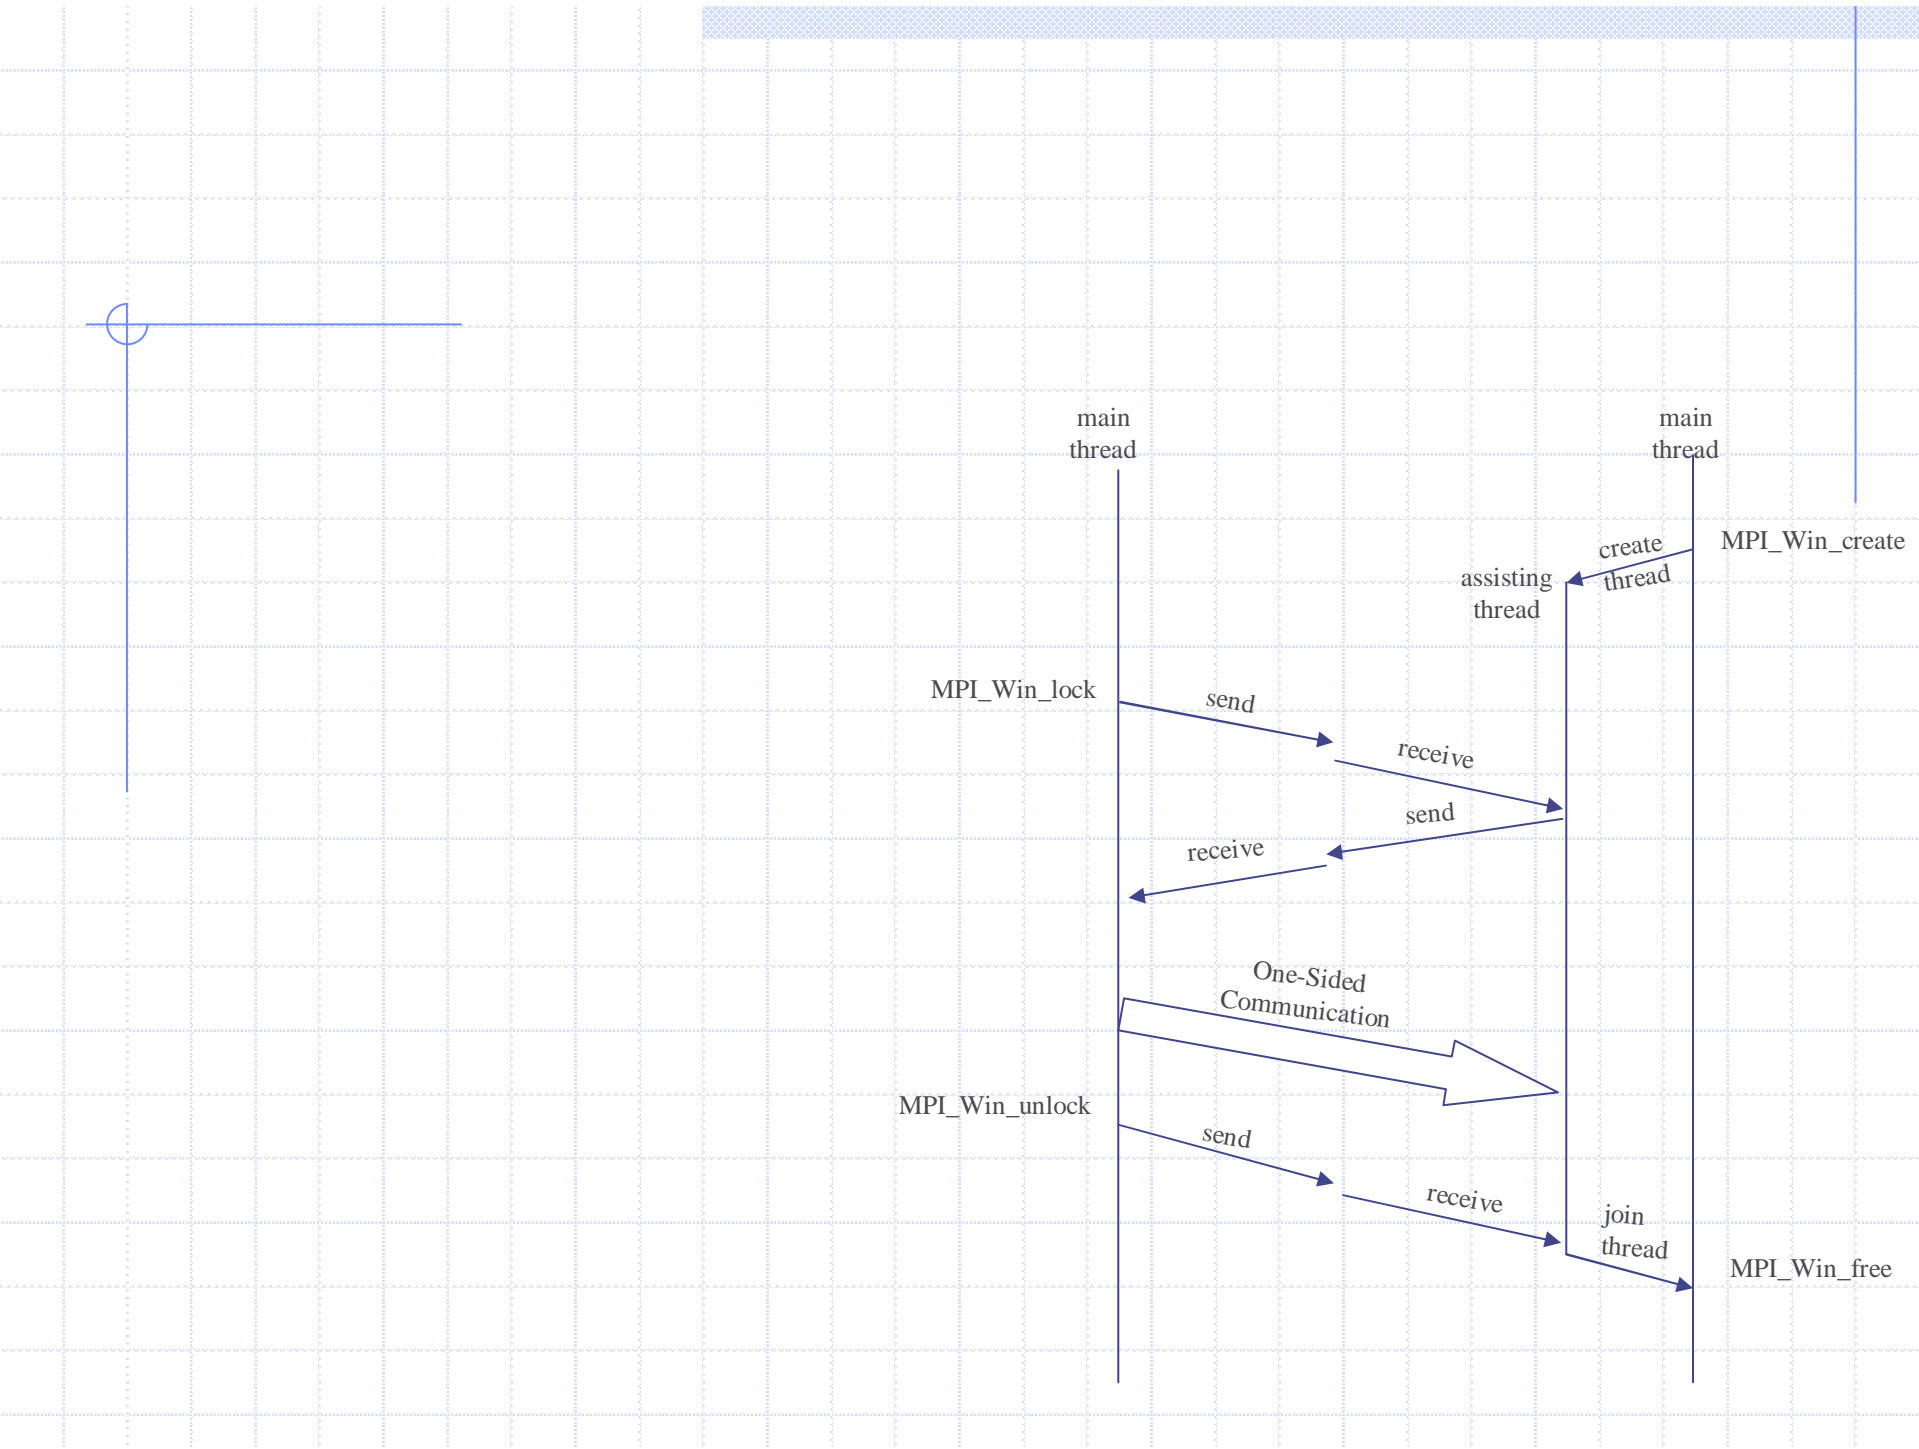 main
thread
main
thread
MPI_Win_create
create
thread
assisting
thread
MPI_Win_lock
send
receive
send
receive
One-Sided
Communication
MPI_Win_unlock
send
receive
join
thread
MPI_Win_free